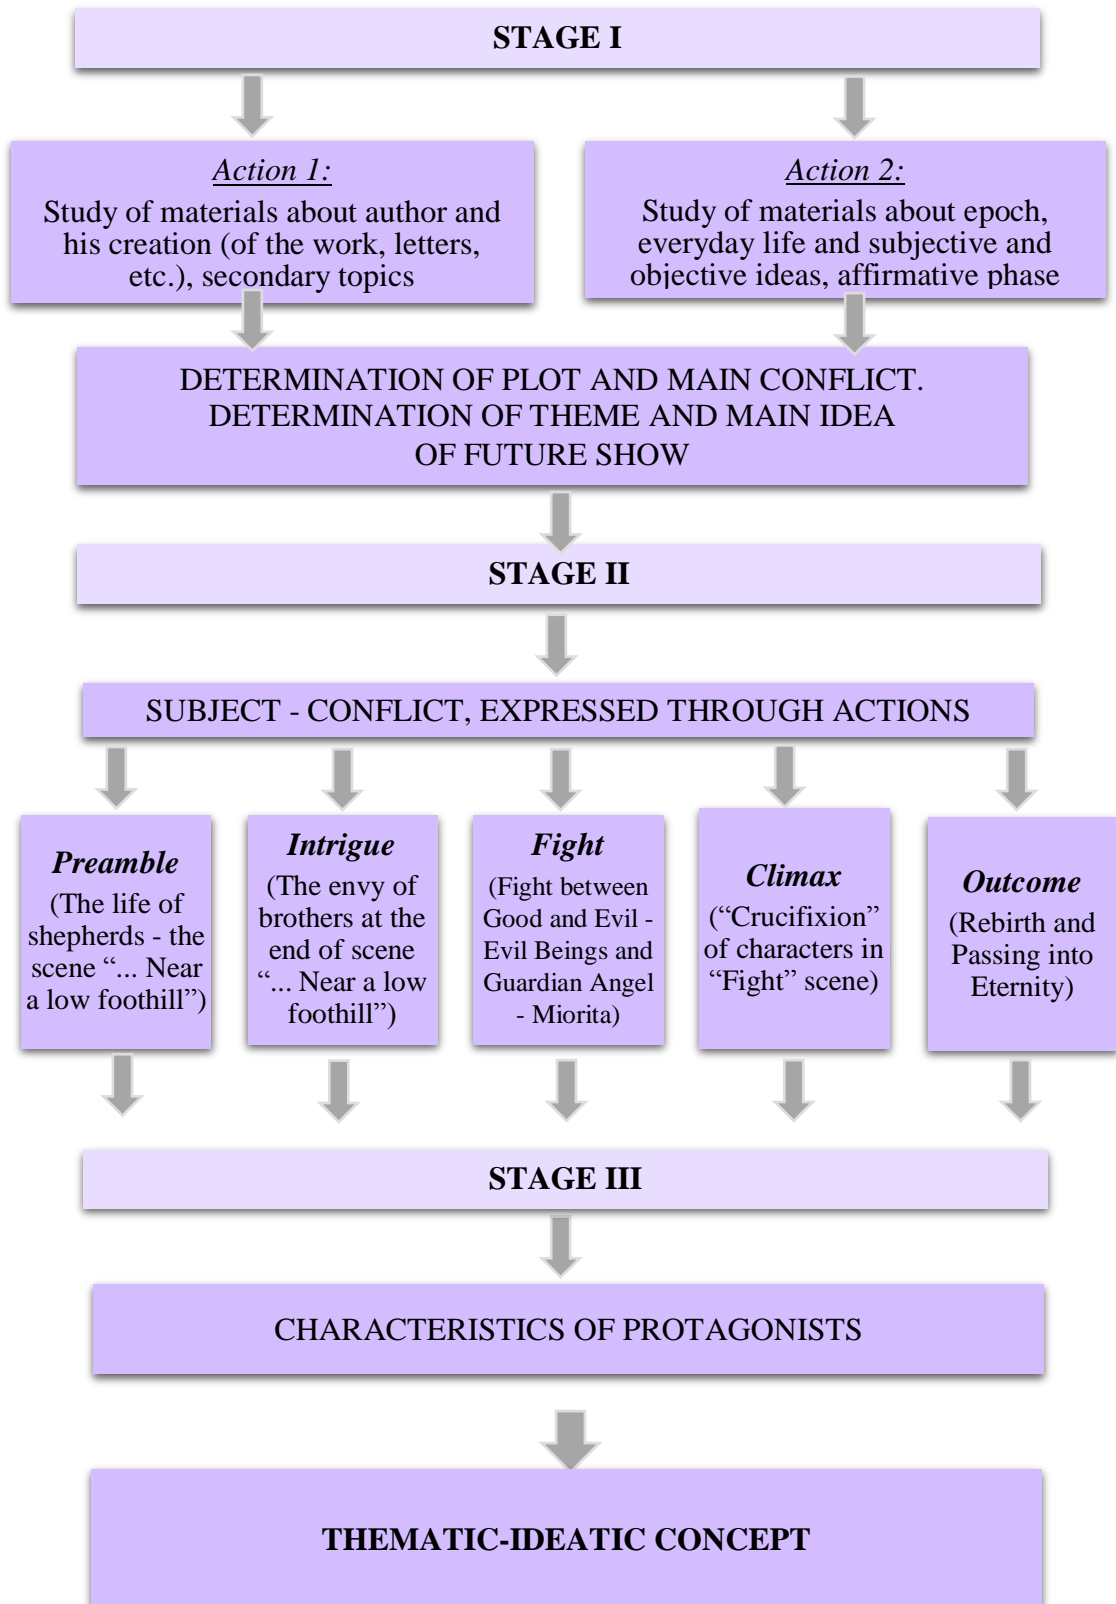 STAGE I
Action 1:
Study of materials about author and
his creation (of the work, letters,
etc.), secondary topics
Action 2:
Study of materials about epoch,
everyday life and subjective and
objective ideas, affirmative phase
DETERMINATION OF PLOT AND MAIN CONFLICT.
DETERMINATION OF THEME AND MAIN IDEA
OF FUTURE SHOW
STAGE II
SUBJECT - CONFLICT, EXPRESSED THROUGH ACTIONS
Preamble
(The life of
shepherds - the
scene “... Near
a low foothill”)
Intrigue
(The envy of
brothers at the
end of scene
“... Near a low
foothill”)
Fight
(Fight between
Good and Evil -
Evil Beings and
Guardian Angel
- Miorita)
Climax
(“Crucifixion”
of characters in
“Fight” scene)
Outcome
(Rebirth and
Passing into
Eternity)
STAGE III
CHARACTERISTICS OF PROTAGONISTS
THEMATIC-IDEATIC CONCEPT